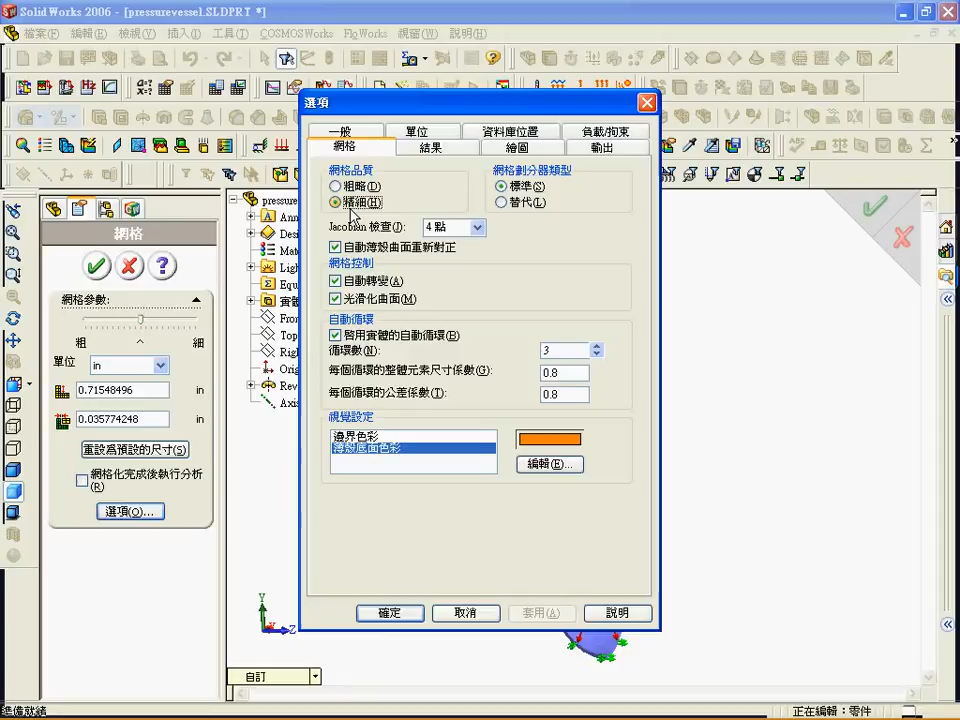 SolidWorks 2006 - [pressurevessel.SLDPRT *]
檔案(F) 編輯(E) 檢視(V) 插入(I) 工具(T) COSMOSWorks FloWorks 視窗(W) 說明(H)
選項
一般 單位 資料庫位置 負載/拘束
網格 結果 繪圖 輸出
網格品質
粗略(D)
精細(H)
網格劃分器類型
標準(S)
替代(L)
Jacobian 檢查(J): 4 點
自動薄殼曲面重新對正
網格控制
自動轉變(A)
光滑化曲面(M)
自動循環
啓用實體的自動循環(B)
循環數(N): 3
每個循環的整體元素尺寸係數(G): 0.8
每個循環的公差係數(T): 0.8
視覺設定
邊界色彩
薄殼底面色彩
編輯(E)...
確定 取消 套用(A) 說明
網格
網格參數:
粗 細
單位 in
0.71548496 in
0.035774248 in
重設為預設的尺寸(S)
網格化完成後執行分析(R)
選項(O)...
pressure
Ann
Desi
Mate
Ligh
Equ
實體
Fron
Top
Righ
Orig
Rev
Axis
Y
Z
自訂
準備就緒
正在編輯: 零件